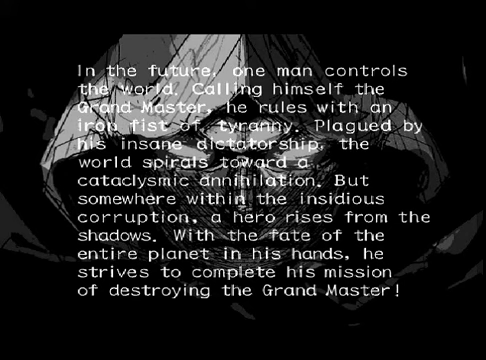 In the future, one man controls
the world. Calling himself the
Grand Master, he rules with an
iron fist of tyranny. Plagued by
his insane dictatorship, the
world spirals toward a
cataclysmic annihilation. But
somewhere within the insidious
corruption, a hero rises from the
shadows. With the fate of the
entire planet in his hands, he
strives to complete his mission
of destroying the Grand Master!